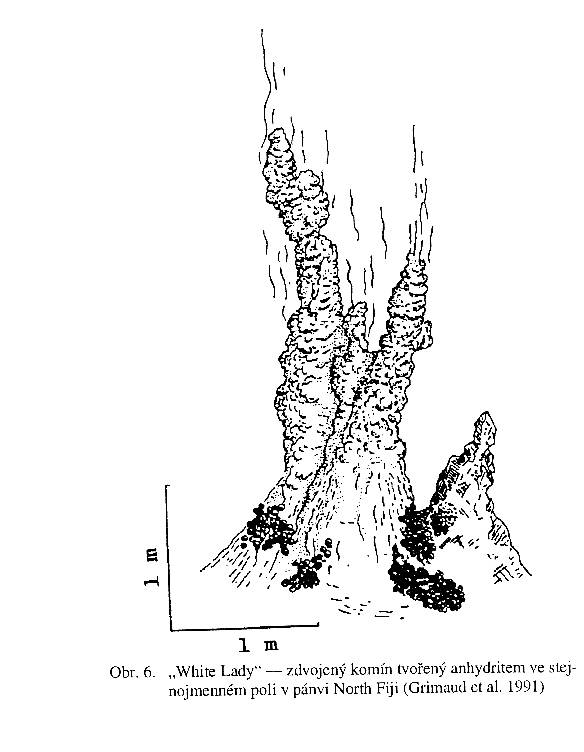 1 m
1 m
Obr. 6. „White Lady“ — zdvojený komín tvořený anhydritem ve stej-
nojmenném poli v pánvi North Fiji (Grimaud et al. 1991)